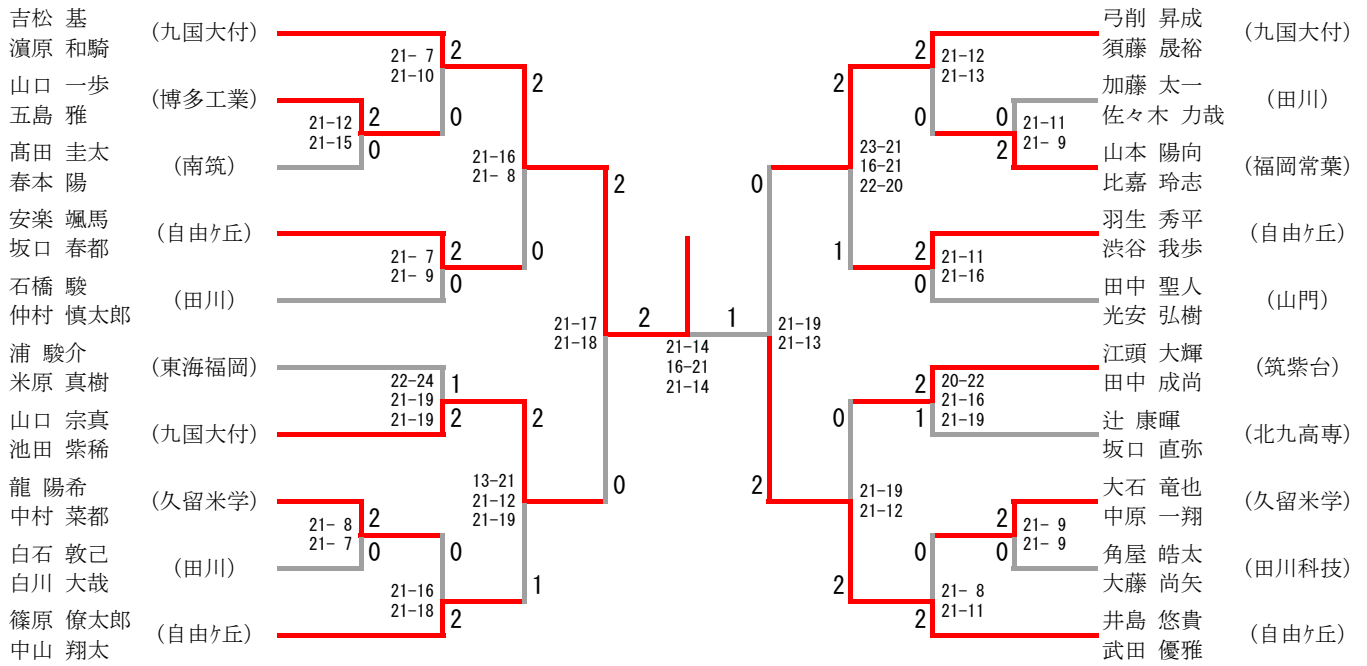 吉松 基
濵原 和騎
(九国大付)
山口 一歩
五島 雅
(博多工業)
髙田 圭太
春本 陽
(南筑)
安楽 颯馬
坂口 春都
(自由ケ丘)
石橋 駿
仲村 慎太郎
(田川)
浦 駿介
米原 真樹
(東海福岡)
山口 宗真
池田 紫稀
(九国大付)
龍 陽希
中村 菜都
(久留米学)
白石 敦己
白川 大哉
(田川)
篠原 僚太郎
中山 翔太
(自由ケ丘)
21-12
21-15
2
0
21- 8
21- 7
2
0
21- 7
21-10
2
0
21- 7
21- 9
2
0
22-24
21-19
21-19
1
2
21-16
21-18
0
2
21-16
21- 8
2
0
13-21
21-12
21-19
2
1
21-17
21-18
2
0
2
1
21-14
16-21
21-14
21-19
21-13
0
2
23-21
16-21
22-20
2
1
21-19
21-12
0
2
2
21-12
21-13
0
2
21-11
21-16
0
2
20-22
21-16
21-19
1
0
21- 8
21-11
2
0
21-11
21- 9
2
2
21- 9
21- 9
0
弓削 昇成
須藤 晟裕
(九国大付)
加藤 太一
佐々木 力哉
(田川)
山本 陽向
比嘉 玲志
(福岡常葉)
羽生 秀平
渋谷 我歩
(自由ケ丘)
田中 聖人
光安 弘樹
(山門)
江頭 大輝
田中 成尚
(筑紫台)
辻 康暉
坂口 直弥
(北九高専)
大石 竜也
中原 一翔
(久留米学)
角屋 皓太
大藤 尚矢
(田川科技)
井島 悠貴
武田 優雅
(自由ケ丘)